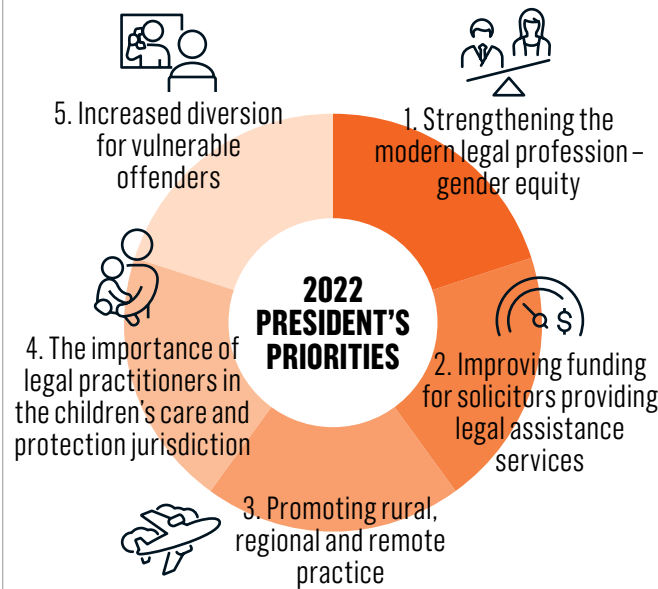 2022
PRESIDENT'S
PRIORITIES
1. Strengthening the
modern legal profession –
gender equity
$
2. Improving funding
for solicitors providing
legal assistance
services
3. Promoting rural,
regional and remote
practice
4. The importance of
legal practitioners in
the children's care and
protection jurisdiction
5. Increased diversion
for vulnerable
offenders